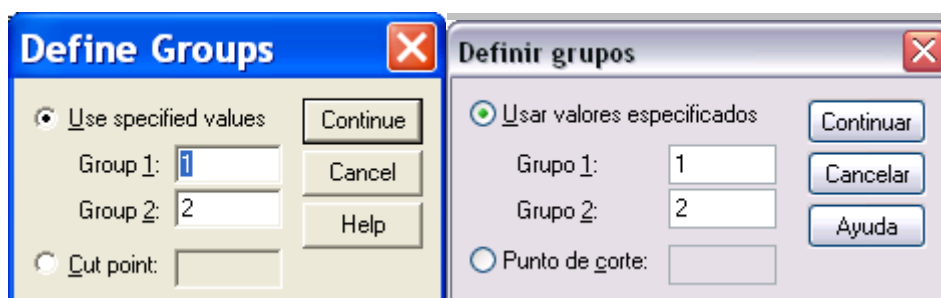 Define Groups
Use specified values
Continue
Group 1: 1
Cancel
Group 2: 2
Help
Cut point:
Definir grupos
Usar valores especificados
Continuar
Grupo 1: 1
Cancelar
Grupo 2: 2
Ayuda
Punto de corte: